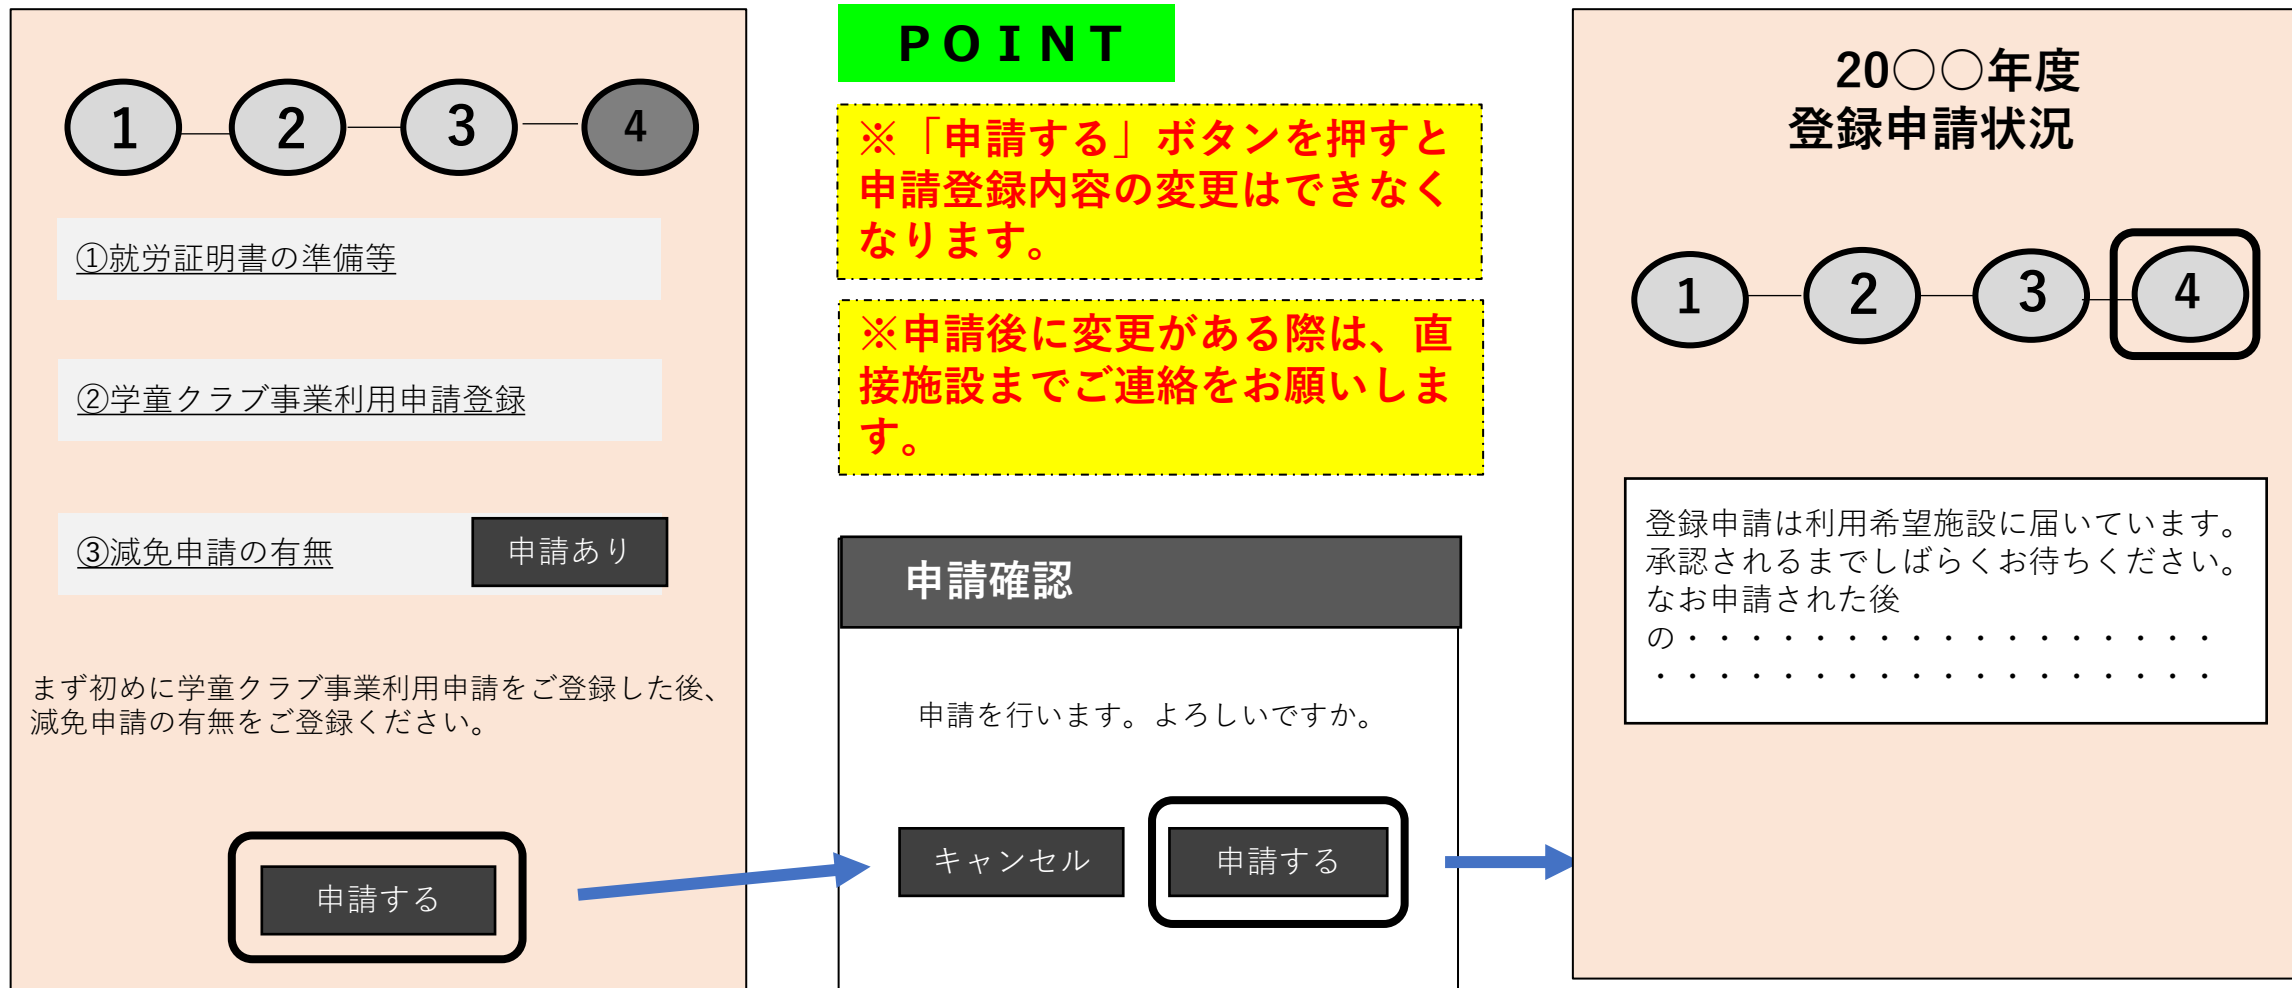 1
2
3
4
①就労証明書の準備等
②学童クラブ事業利用申請登録
③減免申請の有無
申請あり
まず初めに学童クラブ事業利用申請をご登録した後、
減免申請の有無をご登録ください。
申請する
ＰＯＩＮＴ
※「申請する」ボタンを押すと
申請登録内容の変更はできなく
なります。
※申請後に変更がある際は、直
接施設までご連絡をお願いしま
す。
申請確認
申請を行います。よろしいですか。
キャンセル
申請する
20〇〇年度
登録申請状況
1
2
3
4
登録申請は利用希望施設に届いています。
承認されるまでしばらくお待ちください。
なお申請された後
の・・・・・・・・・・・・・・・・・
・・・・・・・・・・・・・・・・・・